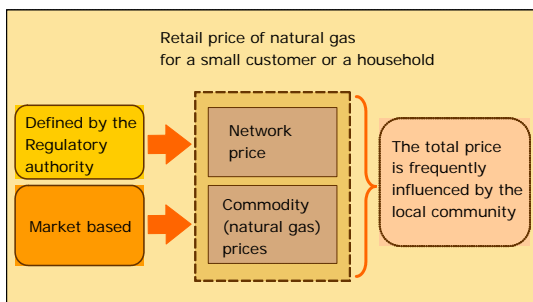 Retail price of natural gas
for a small customer or a household
Defined by the
Regulatory
authority
Network
price
Market based
Commodity
(natural gas)
prices
The total price
is frequently
influenced by the
local community